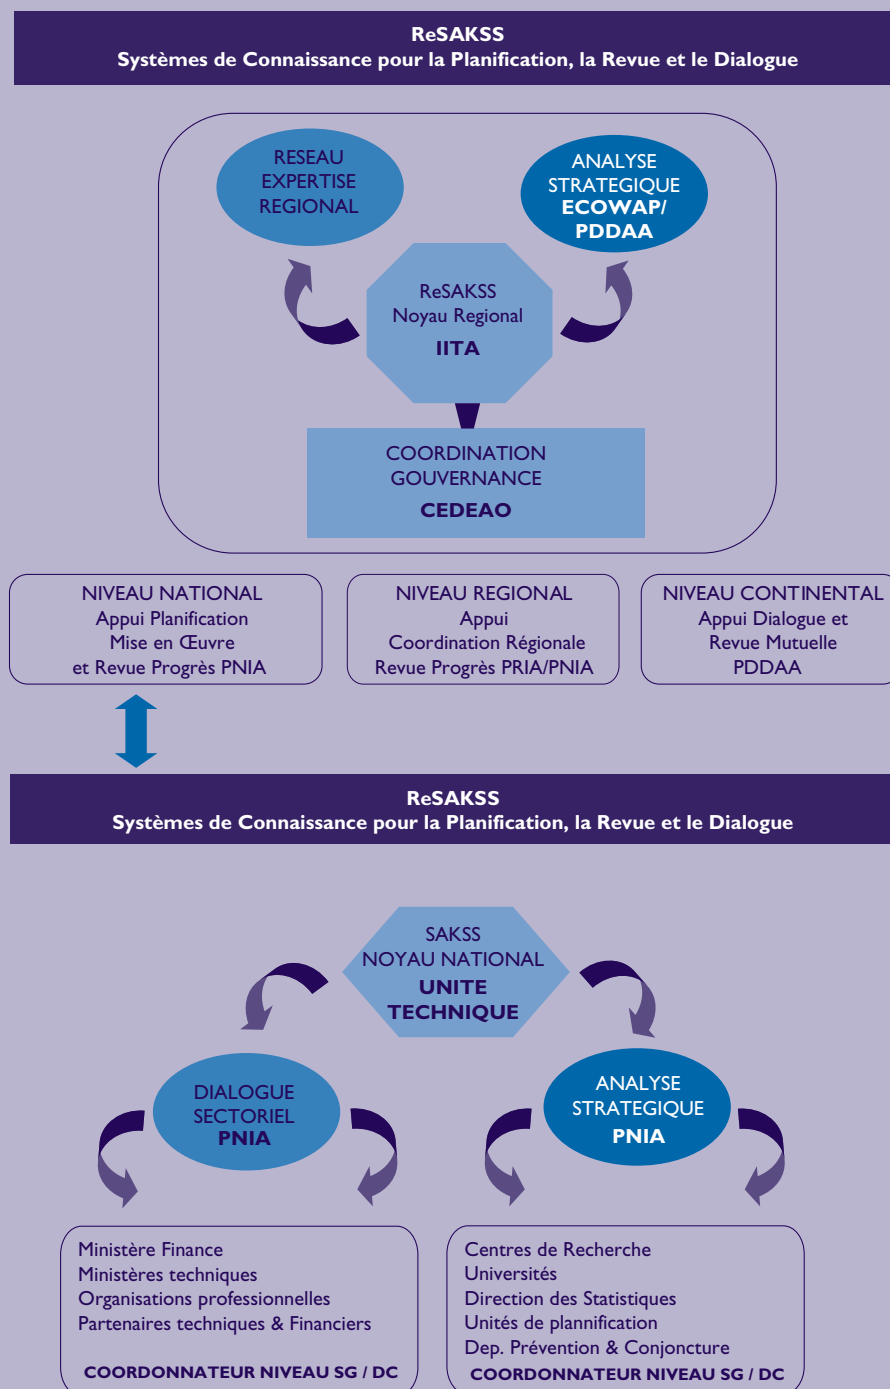 ReSAKSS
Systèmes de Connaissance pour la Planification, la Revue et le Dialogue
RESEAU
EXPERTISE
REGIONAL
ANALYSE
STRATEGIQUE
ECOWAP/
PDDAA
ReSAKSS
Noyau Regional
IITA
COORDINATION
GOUVERNANCE
CEDEAO
NIVEAU NATIONAL
Appui Planification
Mise en Œuvre
et Revue Progrès PNIA
NIVEAU REGIONAL
Appui
Coordination Régionale
Revue Progrès PRIA/PNIA
NIVEAU CONTINENTAL
Appui Dialogue et
Revue Mutuelle
PDDAA
ReSAKSS
Systèmes de Connaissance pour la Planification, la Revue et le Dialogue
SAKSS
NOYAU NATIONAL
UNITE
TECHNIQUE
DIALOGUE
SECTORIEL
PNIA
ANALYSE
STRATEGIQUE
PNIA
Ministère Finance
Ministères techniques
Organisations professionnelles
Partenaires techniques & Financiers
COORDONNATEUR NIVEAU SG / DC
Centres de Recherche
Universités
Direction des Statistiques
Unités de plannification
Dep. Prévention & Conjoncture
COORDONNATEUR NIVEAU SG / DC